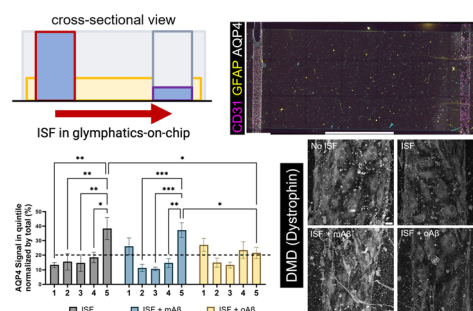 cross-sectional view
ISF in glymphatics-on-chip
CD31 GFAP AQP4
AQP4 Signal in quintile
normalized by total (%)
50
40
30
20
10
0
** *
** ***
** ***
* ** *
1 2 3 4 5 1 2 3 4 5 1 2 3 4 5
ISF ISF + mAβ ISF + oAβ
DMD (Dystrophin)
No ISF
ISF
ISF + mAβ
ISF + oAβ